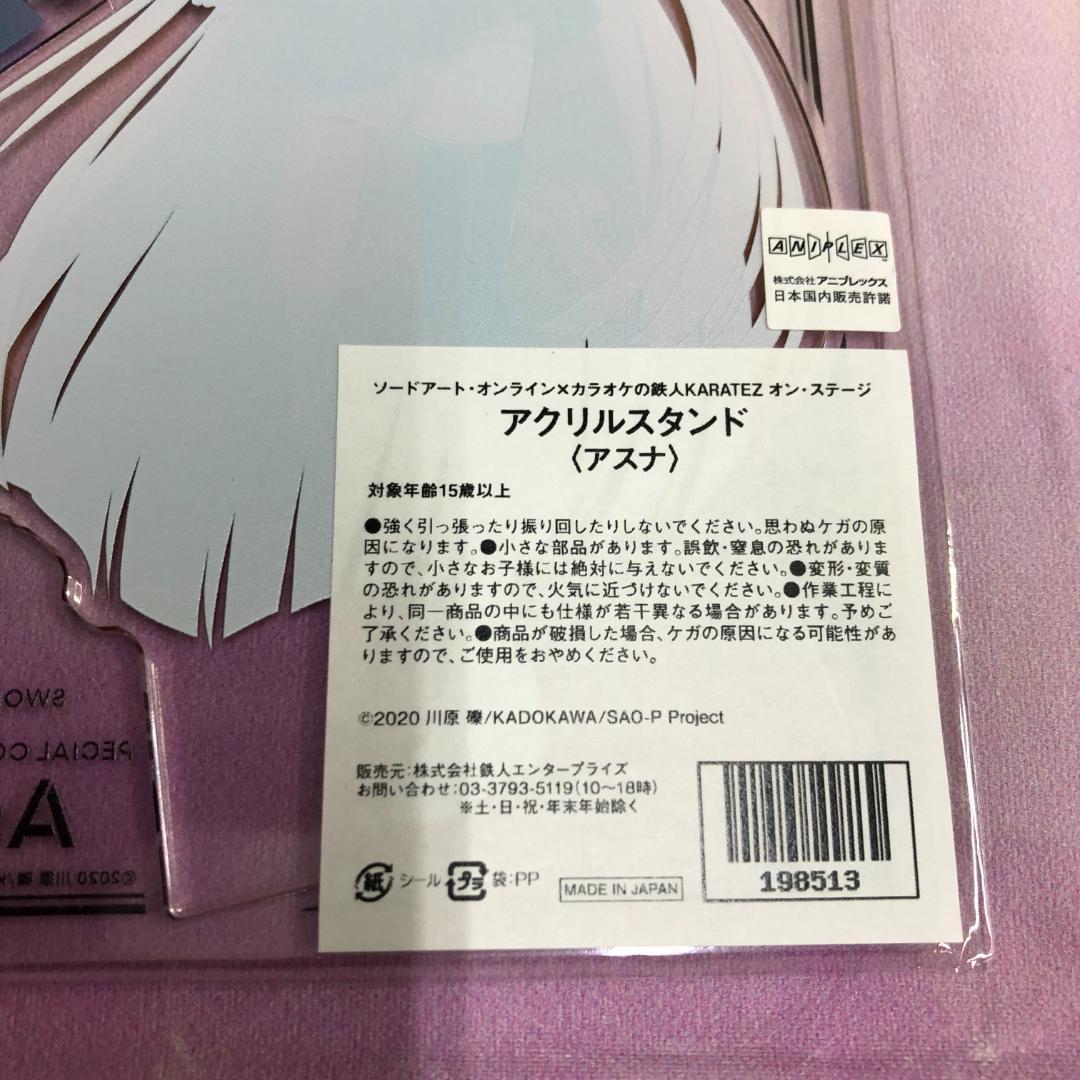 ANIPLEX
株式会社アニプレックス
日本国内販売許諾
ソードアート・オンライン×カラオケの鉄人KARATEZ オン・ステージ
アクリルスタンド
〈アスナ〉
対象年齢15歳以上
●強く引っ張ったり振り回したりしないでください。思わぬケガの原
因になります。●小さな部品があります。誤飲・窒息の恐れがありま
すので、小さなお子様には絶対に与えないでください。●変形・変質
の恐れがありますので、火気に近づけないでください。●作業工程に
より、同一商品の中にも仕様が若干異なる場合があります。予めご
了承ください。●商品が破損した場合、ケガの原因になる可能性があ
りますので、ご使用をおやめください。
©2020 川原 礫/KADOKAWA/SAO-P Project
販売元：株式会社鉄人エンタープライズ
お問い合わせ：03-3793-5119（10～18時）
※土・日・祝・年末年始除く
紙 シール プラ 袋：PP
MADE IN JAPAN
198513
SWO
PECIAL CO
A
©2020 川原 礫/K